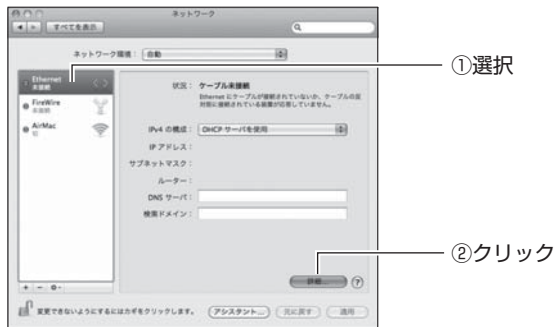 ネットワーク
すべてを表示
ネットワーク環境： 自動
①選択
Ethernet
未接続
FireWire
未接続
AirMac
切
状況： ケーブル未接続
Ethernet にケーブルが接続されていないか、ケーブルの反
対側に接続されている装置が応答していません。
IPv4 の構成： DHCP サーバを使用
IP アドレス：
サブネットマスク：
ルーター：
DNS サーバ：
検索ドメイン：
②クリック
詳細...
?
+ −
変更できないようにするにはカギをクリックします。
アシスタント... 元に戻す 適用